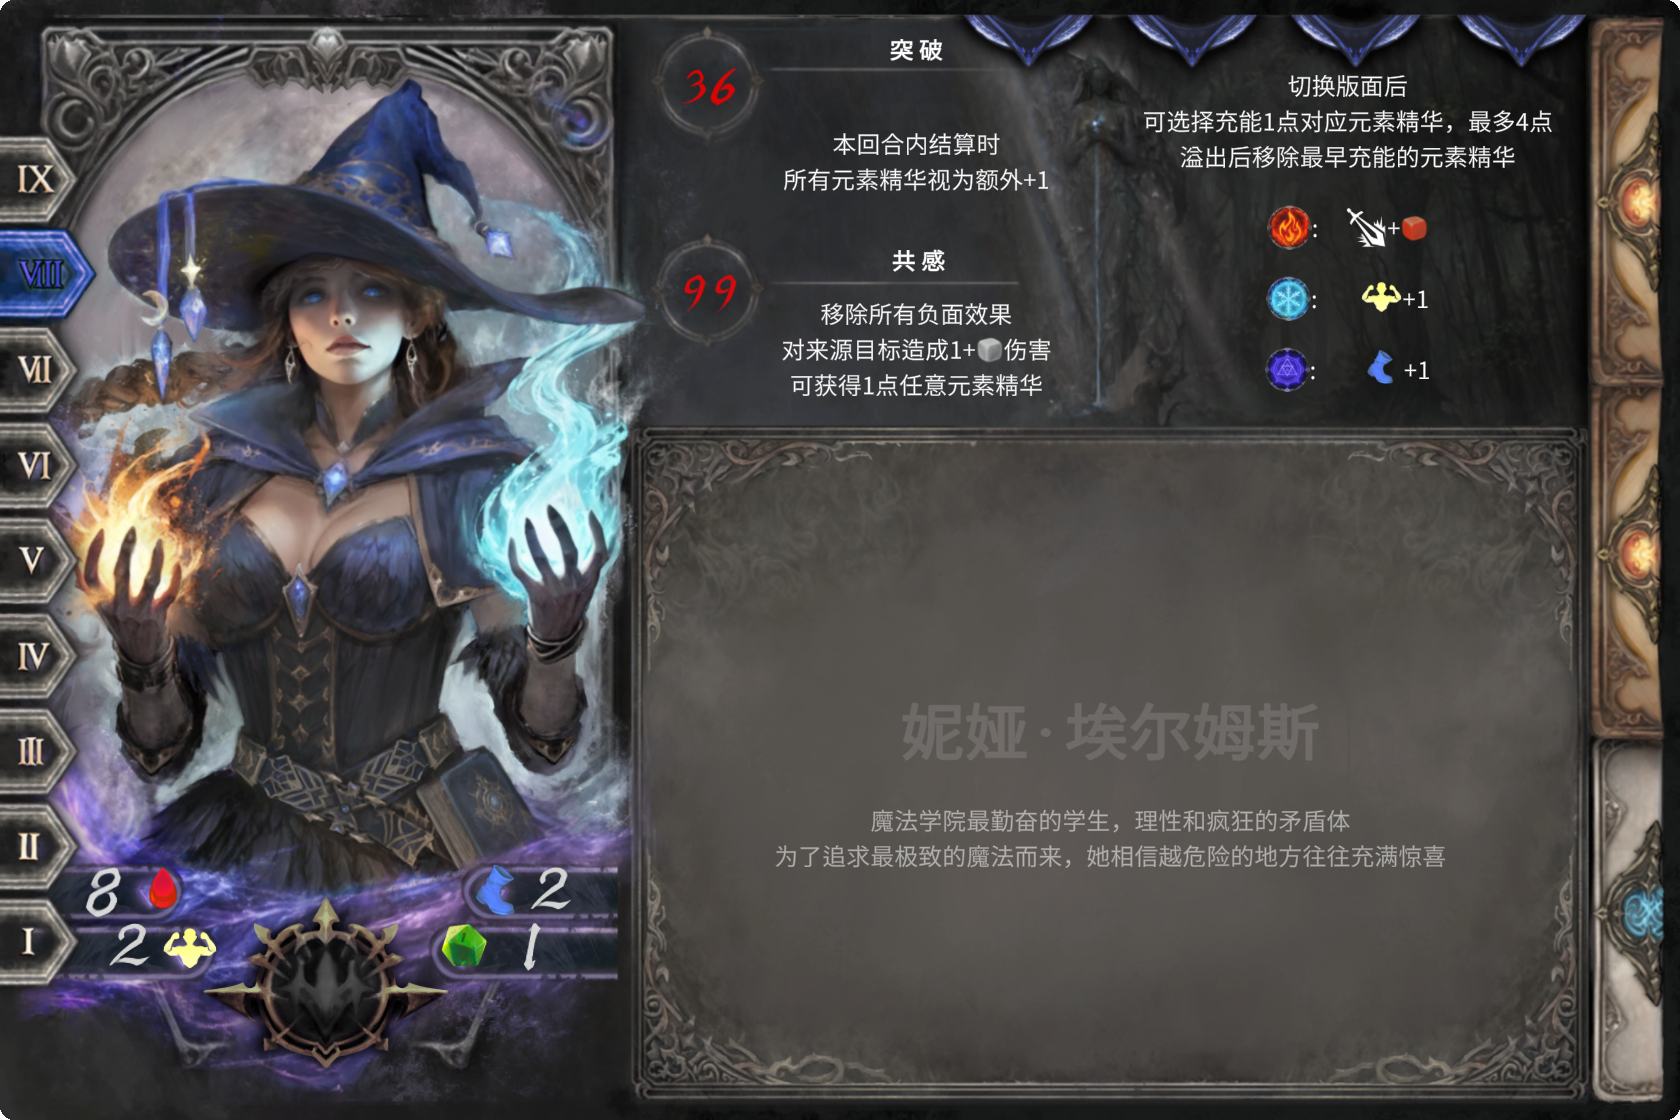 IX
VIII
VII
VI
V
IV
III
II
I
8
2
2
1
36
突破
本回合内结算时
所有元素精华视为额外+1
99
共感
移除所有负面效果
对来源目标造成1+伤害
可获得1点任意元素精华
切换版面后
可选择充能1点对应元素精华，最多4点
溢出后移除最早充能的元素精华
: +
: +1
: +1
妮娅·埃尔姆斯
魔法学院最勤奋的学生，理性和疯狂的矛盾体
为了追求最极致的魔法而来，她相信越危险的地方往往充满惊喜